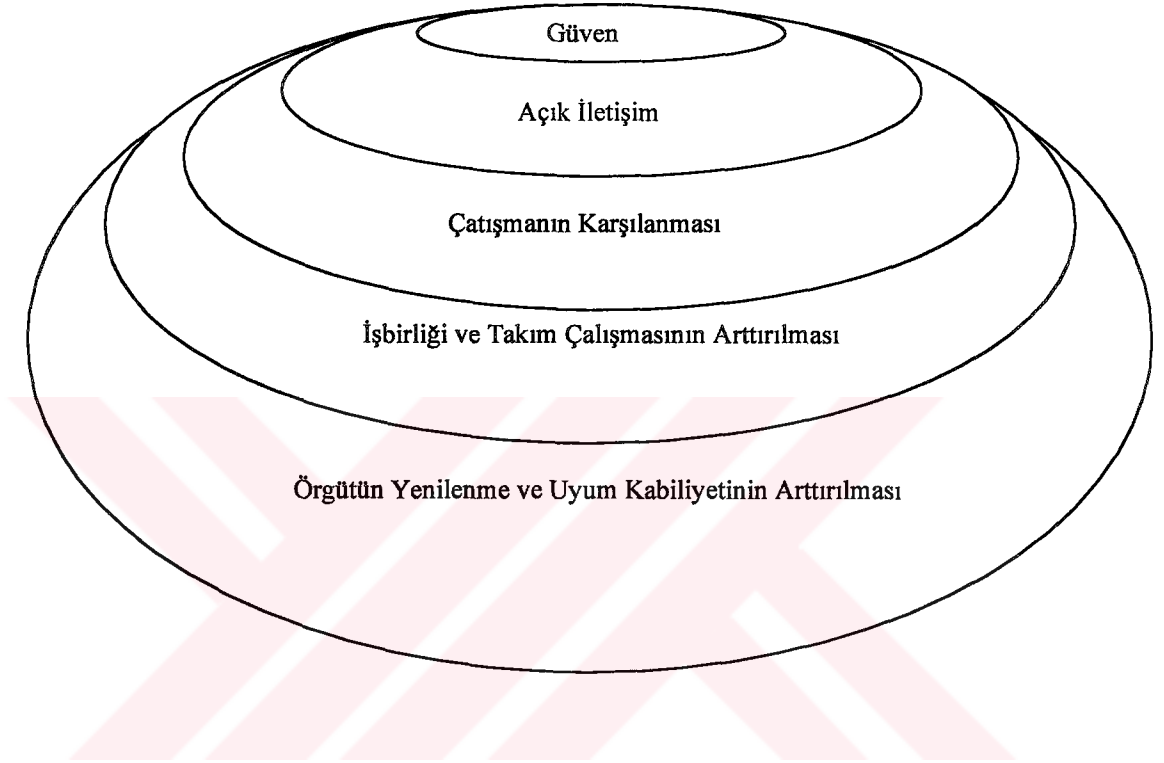 Güven
Açık İletişim
Çatışmanın Karşılanması
İşbirliği ve Takım Çalışmasının Arttırılması
Örgütün Yenilenme ve Uyum Kabiliyetinin Arttırılması